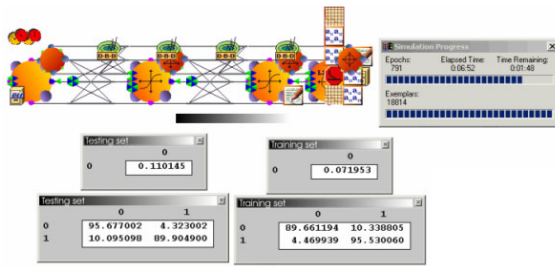 Simulation Progress
Epochs: Elapsed Time: Time Remaining:
791 0:06:52 0:01:48
Exemplars:
18814
Testing set
0
0 0.110145
Training set
0
0 0.071953
Testing set
0 1
0 95.677002 4.323002
1 10.095098 89.904900
Training set
0 1
0 89.661194 10.338805
1 4.469939 95.530060